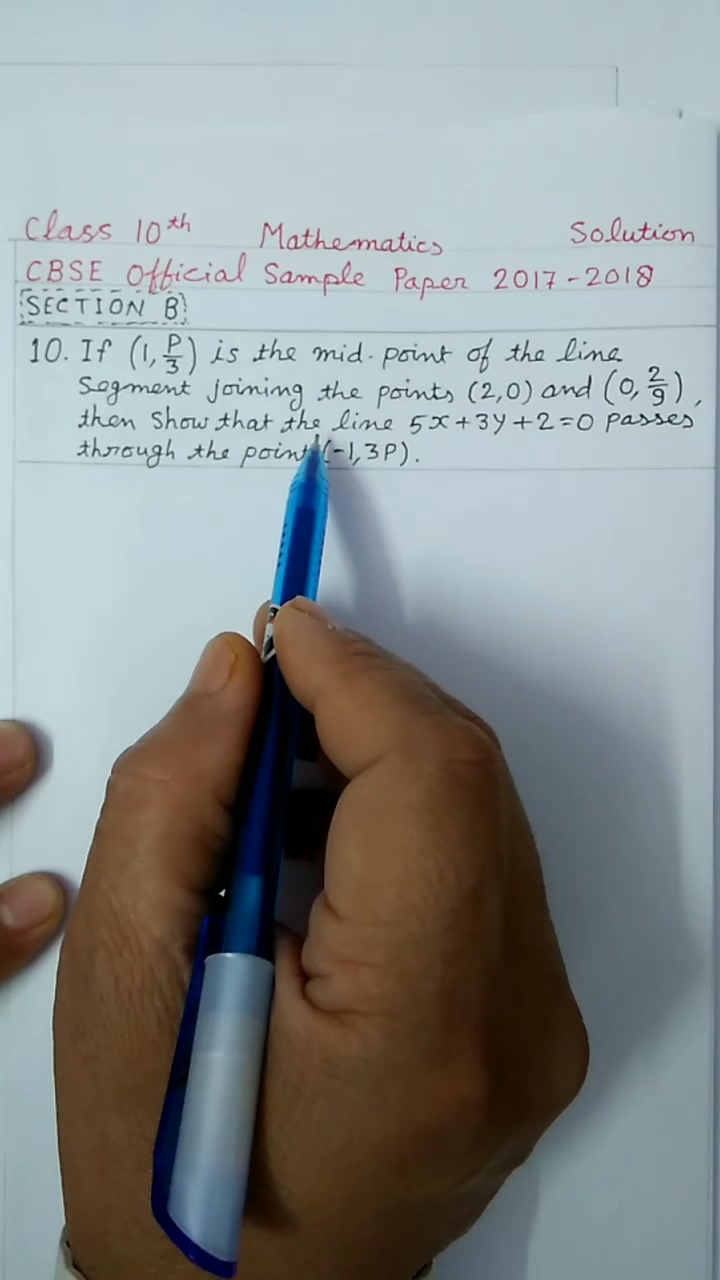 Class 10th Mathematics Solution
CBSE Official Sample Paper 2017-2018
SECTION B
10. If (1, P/3) is the mid-point of the line
Segment joining the points (2,0) and (0, 2/9),
then show that the line 5x+3y+2=0 passes
through the point (-1,3P).